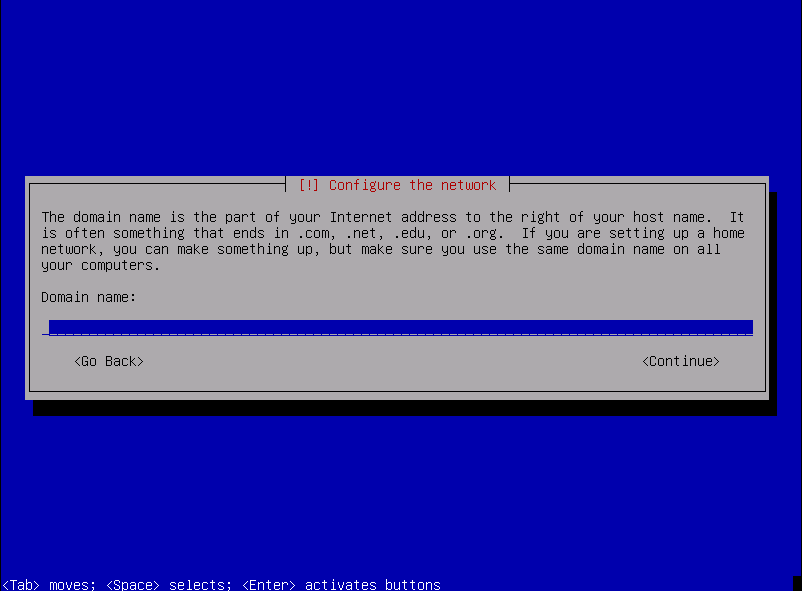 [!] Configure the network
The domain name is the part of your Internet address to the right of your host name.  It
is often something that ends in .com, .net, .edu, or .org.  If you are setting up a home
network, you can make something up, but make sure you use the same domain name on all
your computers.
Domain name:
<Go Back> <Continue>
<Tab> moves; <Space> selects; <Enter> activates buttons